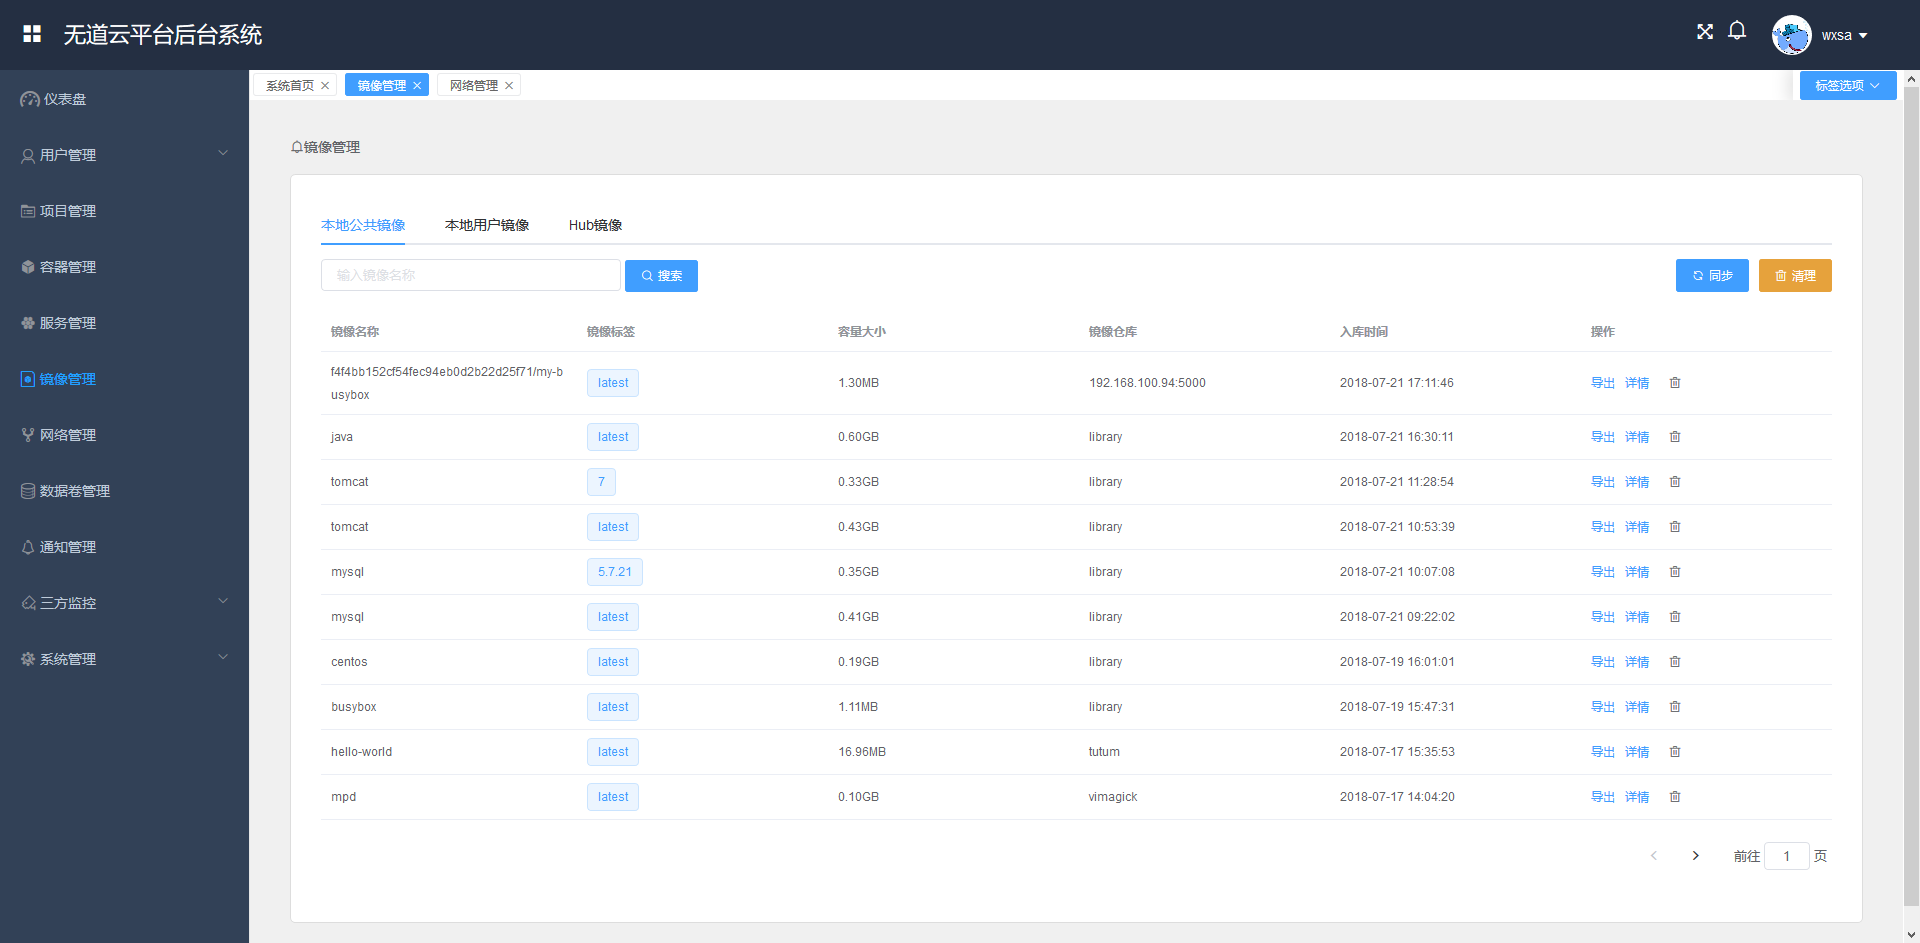 无道云平台后台系统
wxsa
仪表盘
用户管理
项目管理
容器管理
服务管理
镜像管理
网络管理
数据卷管理
通知管理
三方监控
系统管理
系统首页 镜像管理 网络管理 标签选项
镜像管理
本地公共镜像 本地用户镜像 Hub镜像
输入镜像名称 搜索 同步 清理
镜像名称 镜像标签 容量大小 镜像仓库 入库时间 操作
f4f4bb152cf54fec94eb0d2b22d25f71/my-b
usybox latest 1.30MB 192.168.100.94:5000 2018-07-21 17:11:46 导出 详情
java latest 0.60GB library 2018-07-21 16:30:11 导出 详情
tomcat 7 0.33GB library 2018-07-21 11:28:54 导出 详情
tomcat latest 0.43GB library 2018-07-21 10:53:39 导出 详情
mysql 5.7.21 0.35GB library 2018-07-21 10:07:08 导出 详情
mysql latest 0.41GB library 2018-07-21 09:22:02 导出 详情
centos latest 0.19GB library 2018-07-19 16:01:01 导出 详情
busybox latest 1.11MB library 2018-07-19 15:47:31 导出 详情
hello-world latest 16.96MB tutum 2018-07-17 15:35:53 导出 详情
mpd latest 0.10GB vimagick 2018-07-17 14:04:20 导出 详情
前往 1 页